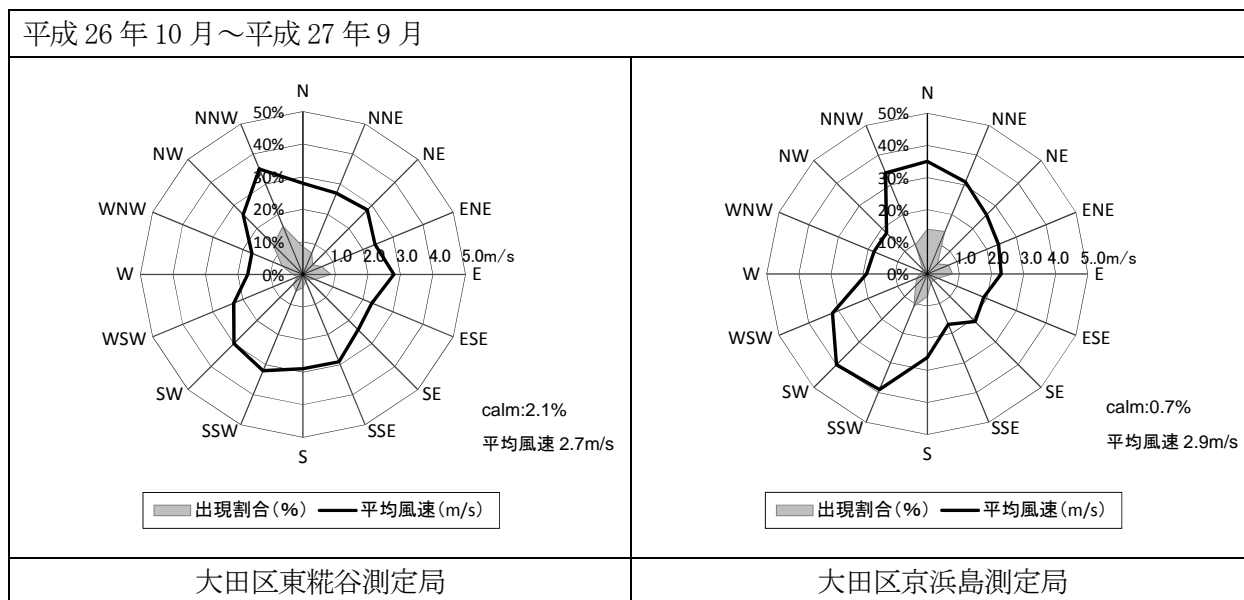 平成 26 年 10 月～平成 27 年 9 月
N
NNE
NE
ENE
E
ESE
SE
SSE
S
SSW
SW
WSW
W
WNW
NW
NNW
50%
40%
30%
20%
10%
0%
1.0 2.0 3.0 4.0 5.0m/s
calm:2.1%
平均風速 2.7m/s
出現割合(%) 平均風速(m/s)
大田区東糀谷測定局
N
NNE
NE
ENE
E
ESE
SE
SSE
S
SSW
SW
WSW
W
WNW
NW
NNW
50%
40%
30%
20%
10%
0%
1.0 2.0 3.0 4.0 5.0m/s
calm:0.7%
平均風速 2.9m/s
出現割合(%) 平均風速(m/s)
大田区京浜島測定局